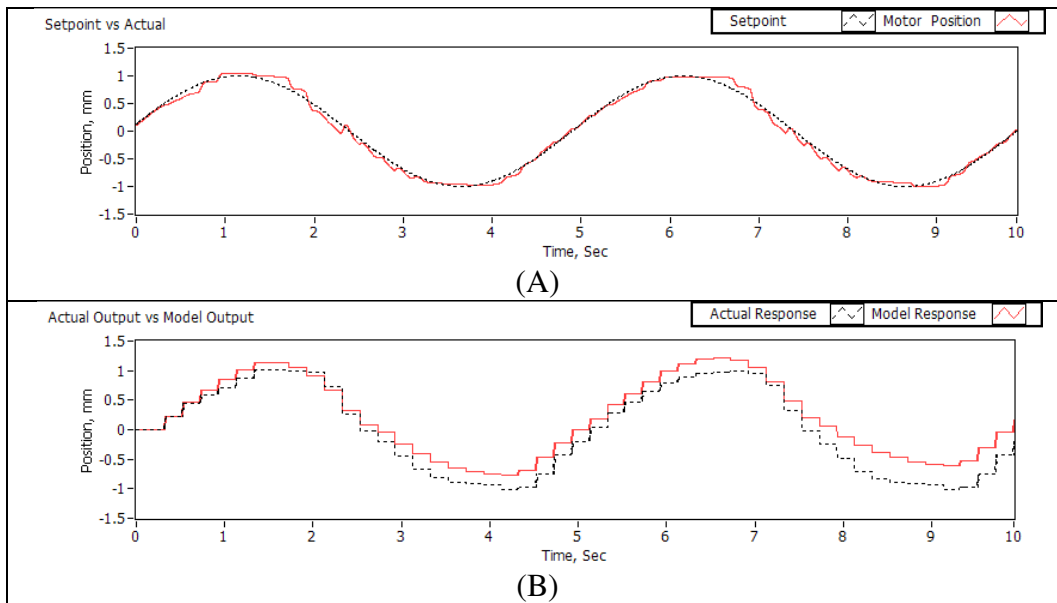 Setpoint vs Actual
Setpoint Motor Position
1.5
1
0.5
0
-0.5
-1
-1.5
Position, mm
0 1 2 3 4 5 6 7 8 9 10
Time, Sec
(A)
Actual Output vs Model Output
Actual Response Model Response
1.5
1
0.5
0
-0.5
-1
-1.5
Position, mm
0 1 2 3 4 5 6 7 8 9 10
Time, Sec
(B)